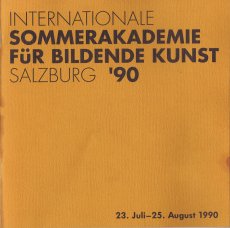 INTERNATIONALE
SOMMERAKADEMIE
FüR BILDENDE KUNST
SALZBURG '90
23. Juli–25. August 1990